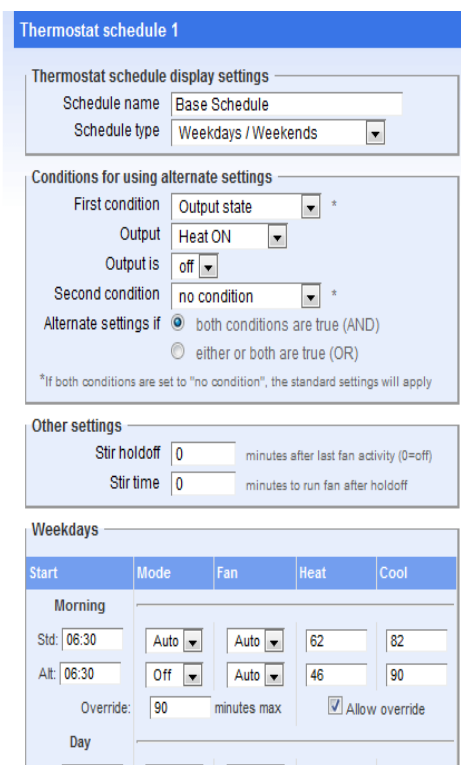 Thermostat schedule 1
Thermostat schedule display settings
Schedule name Base Schedule
Schedule type Weekdays / Weekends
Conditions for using alternate settings
First condition Output state *
Output Heat ON
Output is off
Second condition no condition *
Alternate settings if both conditions are true (AND)
either or both are true (OR)
*If both conditions are set to "no condition", the standard settings will apply
Other settings
Stir holdoff 0 minutes after last fan activity (0=off)
Stir time 0 minutes to run fan after holdoff
Weekdays
Start Mode Fan Heat Cool
Morning
Std: 06:30 Auto Auto 62 82
Alt: 06:30 Off Auto 46 90
Override: 90 minutes max Allow override
Day